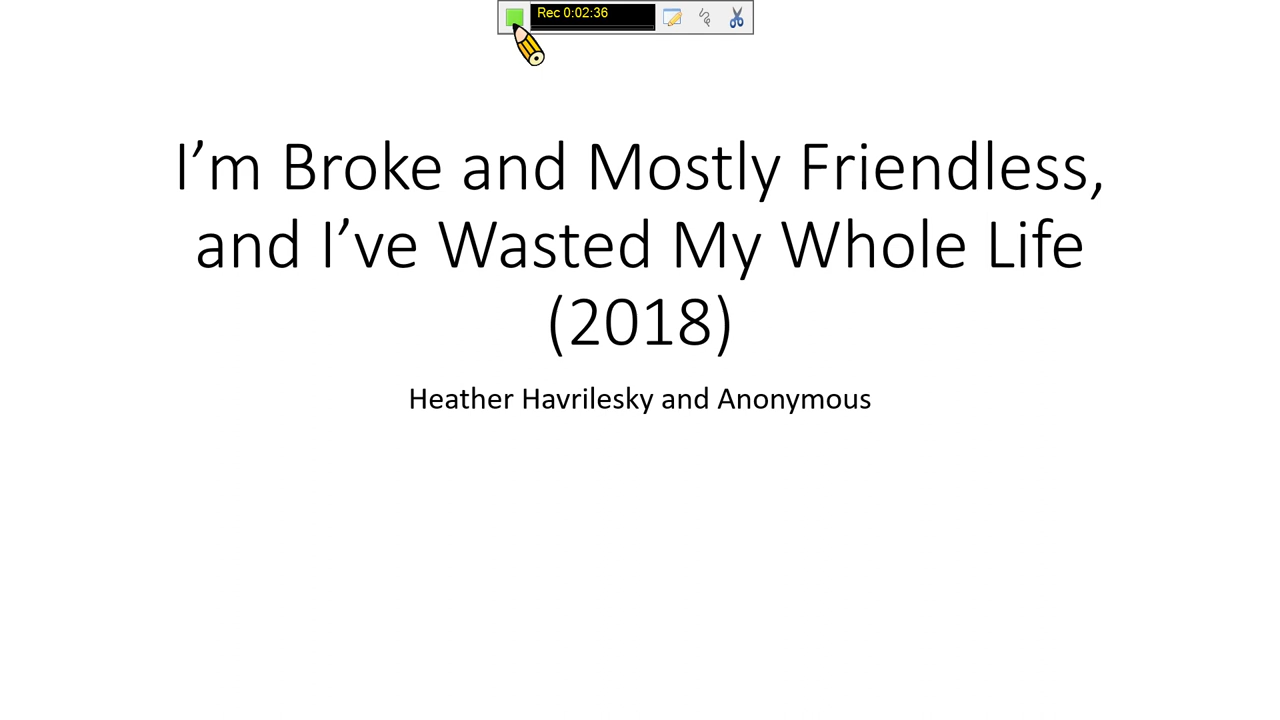 Rec 0:02:36
I’m Broke and Mostly Friendless,
and I’ve Wasted My Whole Life
(2018)
Heather Havrilesky and Anonymous